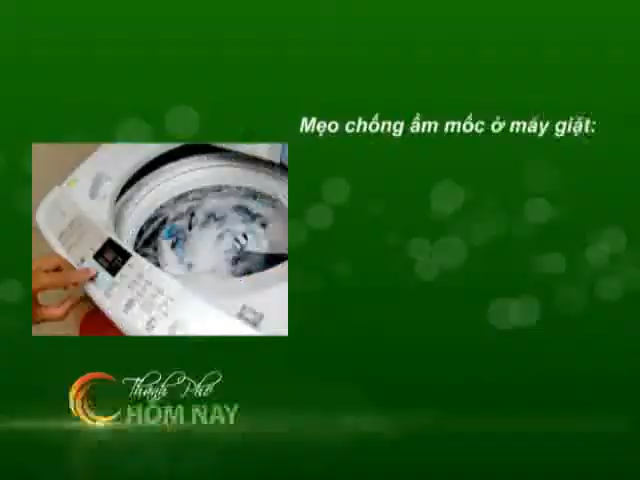 Mẹo chống ẩm mốc ở máy giặt:
Thành Phố
HÔM NAY